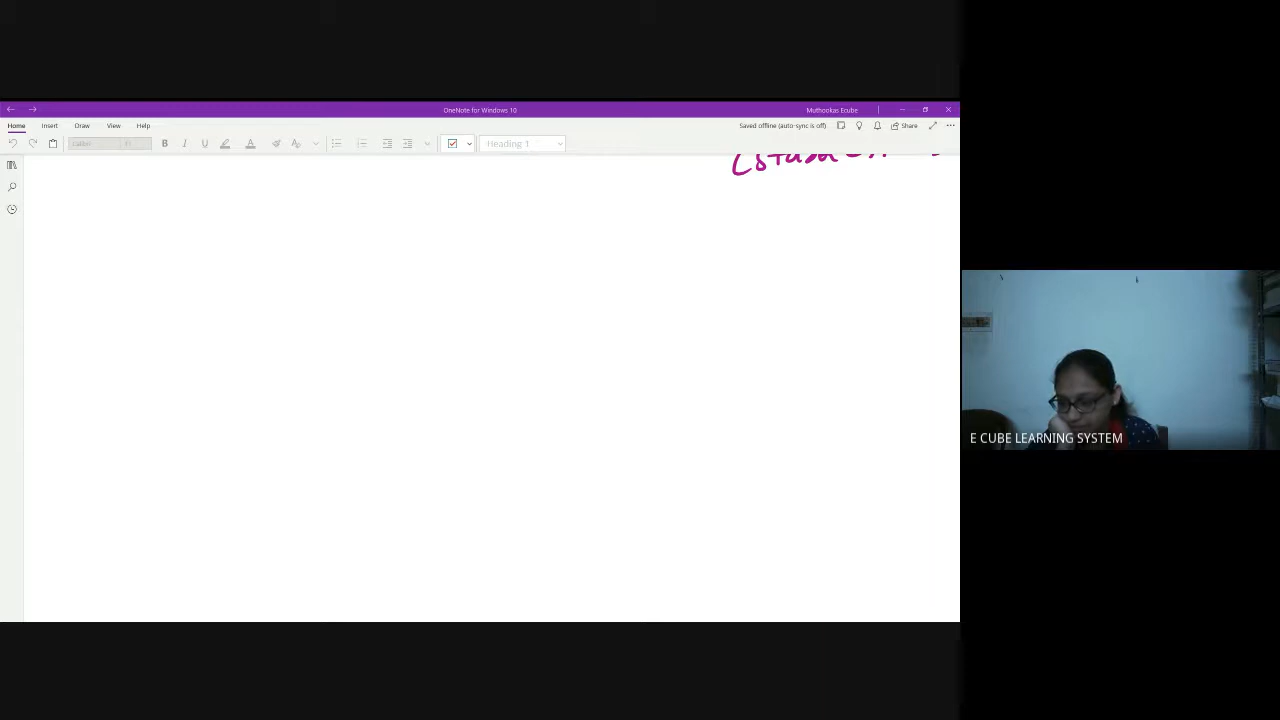 OneNote for Windows 10
Muthookas Ecube
Home Insert Draw View Help
Saved offline (auto-sync is off)
Share
Calibri
B I U A
Heading 1
E CUBE LEARNING SYSTEM